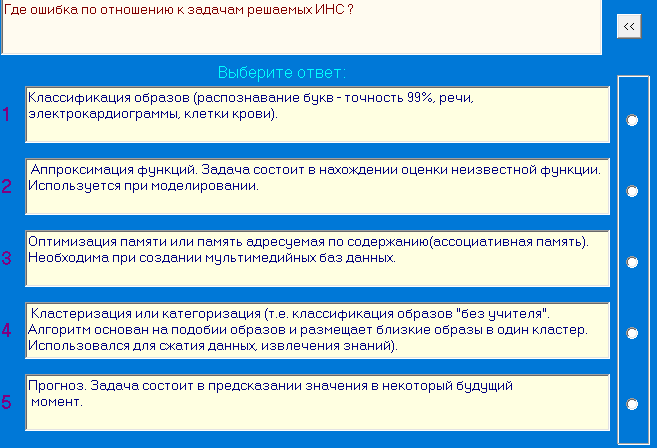 Где ошибка по отношению к задачам решаемых ИНС ?
<<
Выберите ответ:
1
Классификация образов (распознавание букв - точность 99%, речи,
электрокардиограммы, клетки крови).
2
Аппроксимация функций. Задача состоит в нахождении оценки неизвестной функции.
Используется при моделировании.
3
Оптимизация памяти или память адресуемая по содержанию(ассоциативная память).
Необходима при создании мультимедийных баз данных.
4
Кластеризация или категоризация (т.е. классификация образов "без учителя".
Алгоритм основан на подобии образов и размещает близкие образы в один кластер.
Использовался для сжатия данных, извлечения знаний).
5
Прогноз. Задача состоит в предсказании значения в некоторый будущий
момент.